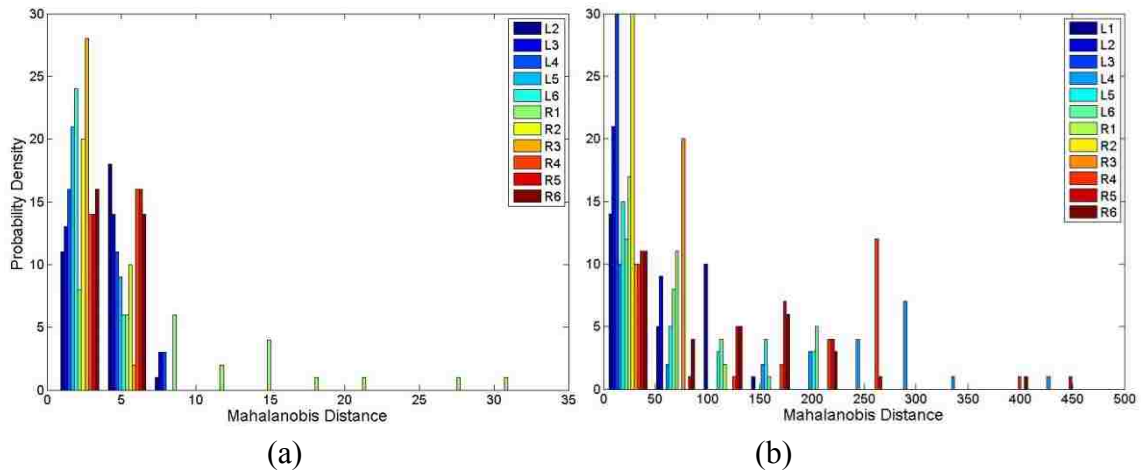 30
25
20
15
10
5
0
Probability Density
0 5 10 15 20 25 30 35
Mahalanobis Distance
L2
L3
L4
L5
L6
R1
R2
R3
R4
R5
R6
(a)
30
25
20
15
10
5
0
0 50 100 150 200 250 300 350 400 450 500
Mahalanobis Distance
L1
L2
L3
L4
L5
L6
R1
R2
R3
R4
R5
R6
(b)